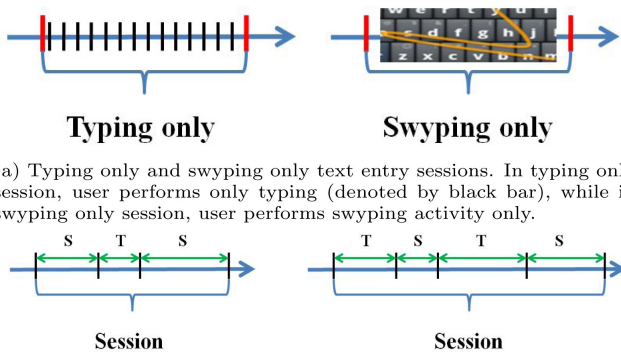 w e r t y u i
s d f g h j
z x c v b n m
Typing only
Swyping only
a) Typing only and swyping only text entry sessions. In typing onl
session, user performs only typing (denoted by black bar), while i
swyping only session, user performs swyping activity only.
S T S
T S T S
Session
Session